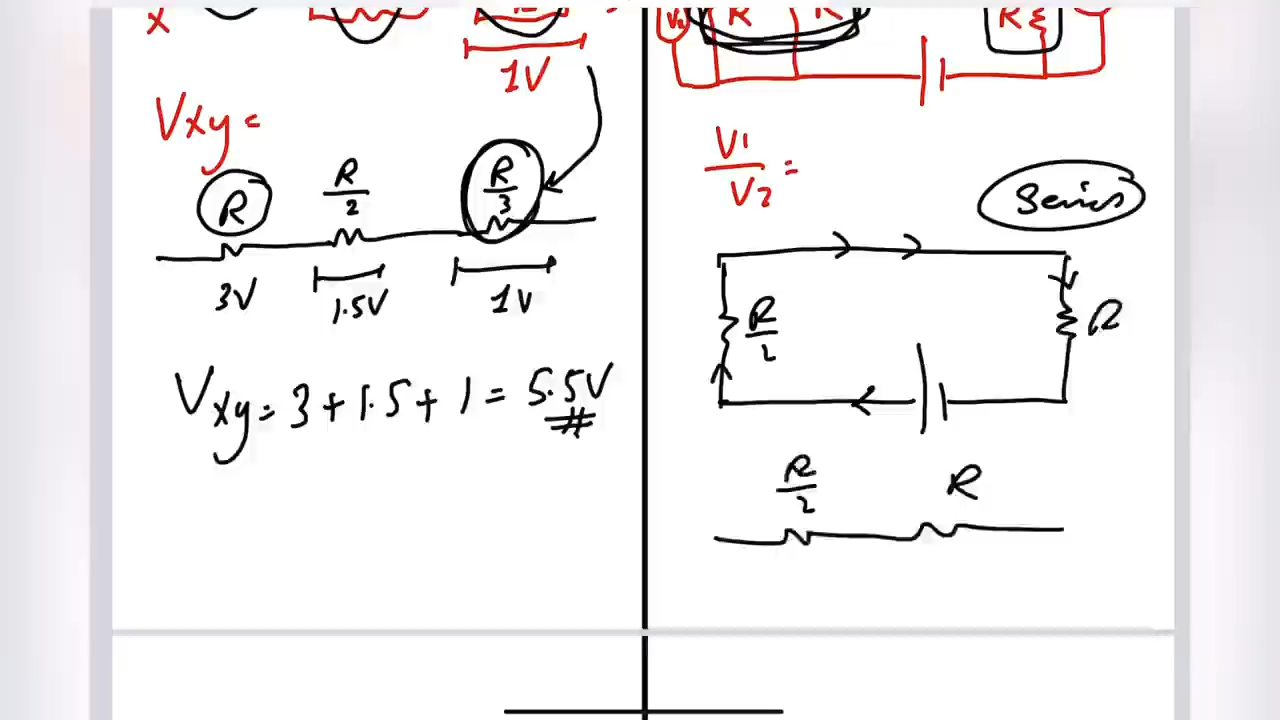 x
1V
Vxy=
R
R/2
R/3
3V
1.5V
1V
Vxy = 3 + 1.5 + 1 = 5.5V
R R
R
V1/V2 =
Series
R/2
R
R/2
R